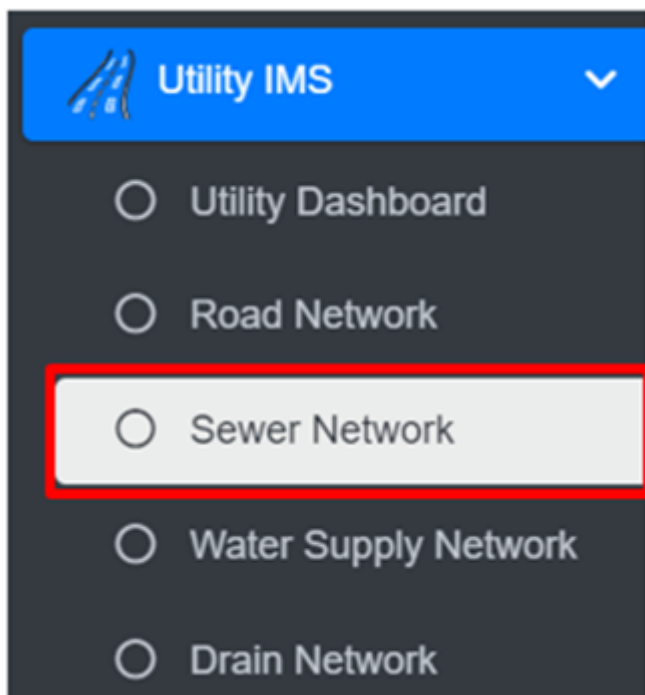 Utility IMS
Utility Dashboard
Road Network
Sewer Network
Water Supply Network
Drain Network